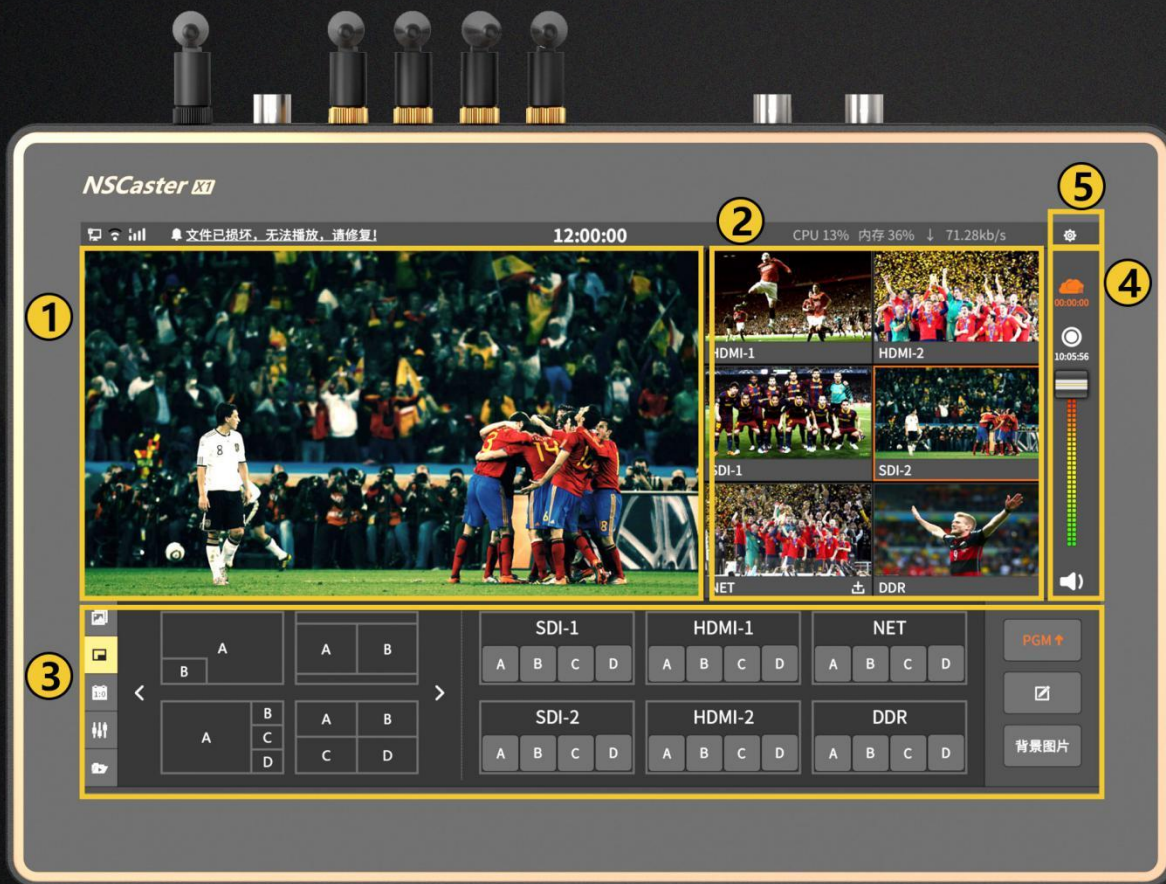 NSCaster X1
文件已损坏，无法播放，请修复！
12:00:00
CPU 13% 内存 36% ↓ 71.28kb/s
5
1
2
4
00:00:00
10:05:56
HDMI-1
HDMI-2
SDI-1
SDI-2
NET
DDR
3
1:0
A
B
A B
A
B
C
D
A B
C D
SDI-1
A B C D
HDMI-1
A B C D
NET
A B C D
SDI-2
A B C D
HDMI-2
A B C D
DDR
A B C D
PGM↑
背景图片